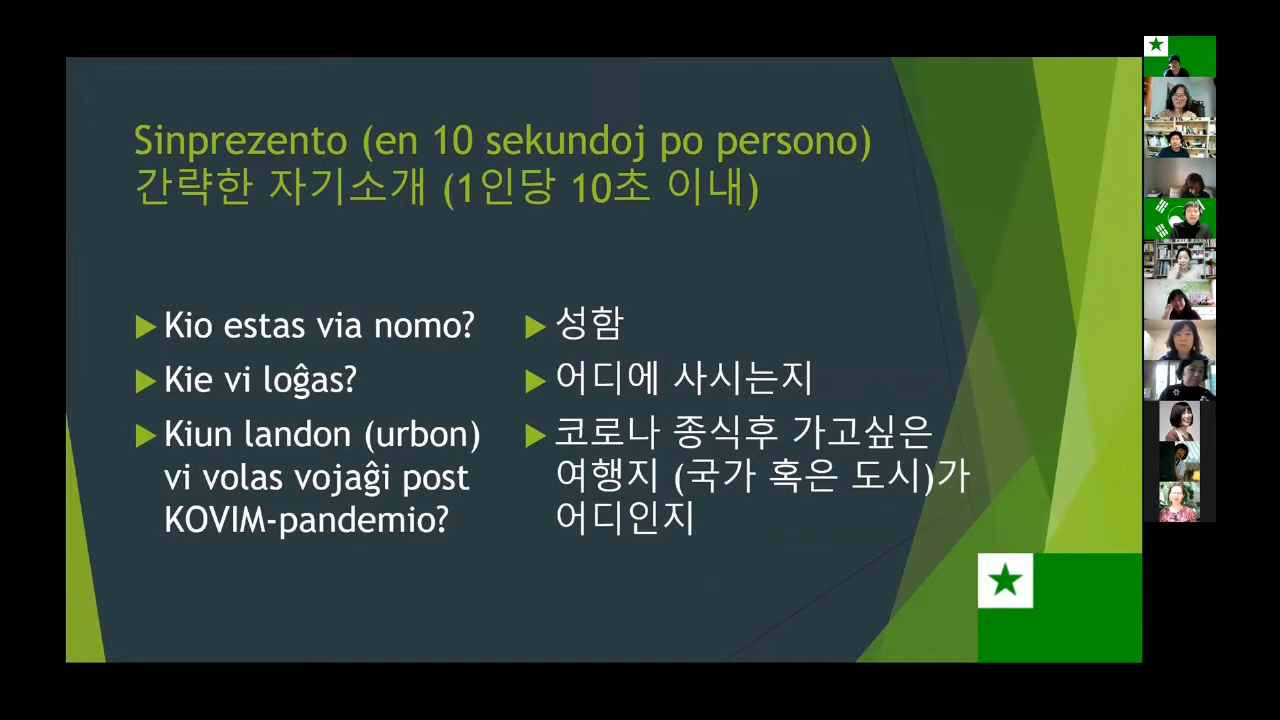 Sinprezento (en 10 sekundoj po persono)
간략한 자기소개 (1인당 10초 이내)
Kio estas via nomo?
Kie vi loĝas?
Kiun landon (urbon)
vi volas vojaĝi post
KOVIM-pandemio?
성함
어디에 사시는지
코로나 종식후 가고싶은
여행지 (국가 혹은 도시)가
어디인지